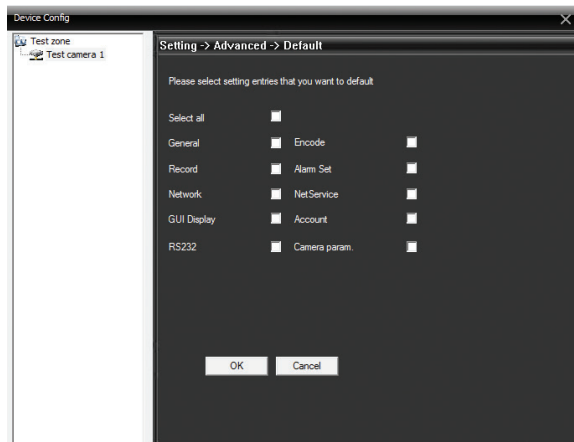 Device Config
Test zone
Test camera 1
Setting -> Advanced -> Default
Please select setting entries that you want to default
Select all
General Encode
Record Alarm Set
Network NetService
GUI Display Account
RS232 Camera param.
OK Cancel